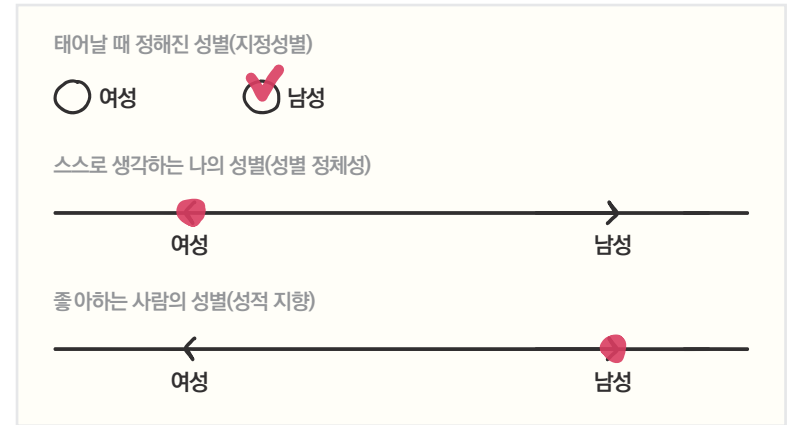 태어날 때 정해진 성별(지정성별)
여성 남성
스스로 생각하는 나의 성별(성별 정체성)
여성 남성
좋아하는 사람의 성별(성적 지향)
여성 남성